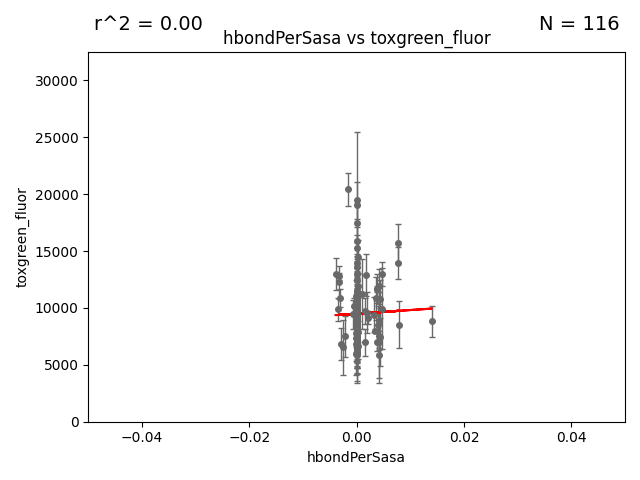 r^2 = 0.00
N = 116
hbondPerSasa vs toxgreen_fluor
30000
25000
20000
15000
10000
5000
0
toxgreen_fluor
−0.04
−0.02
0.00
0.02
0.04
hbondPerSasa